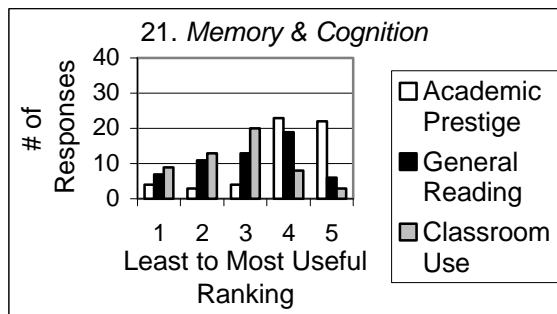 21. Memory & Cognition
# of
Responses
40
30
20
10
0
1 2 3 4 5
Least to Most Useful
Ranking
Academic
Prestige
General
Reading
Classroom
Use